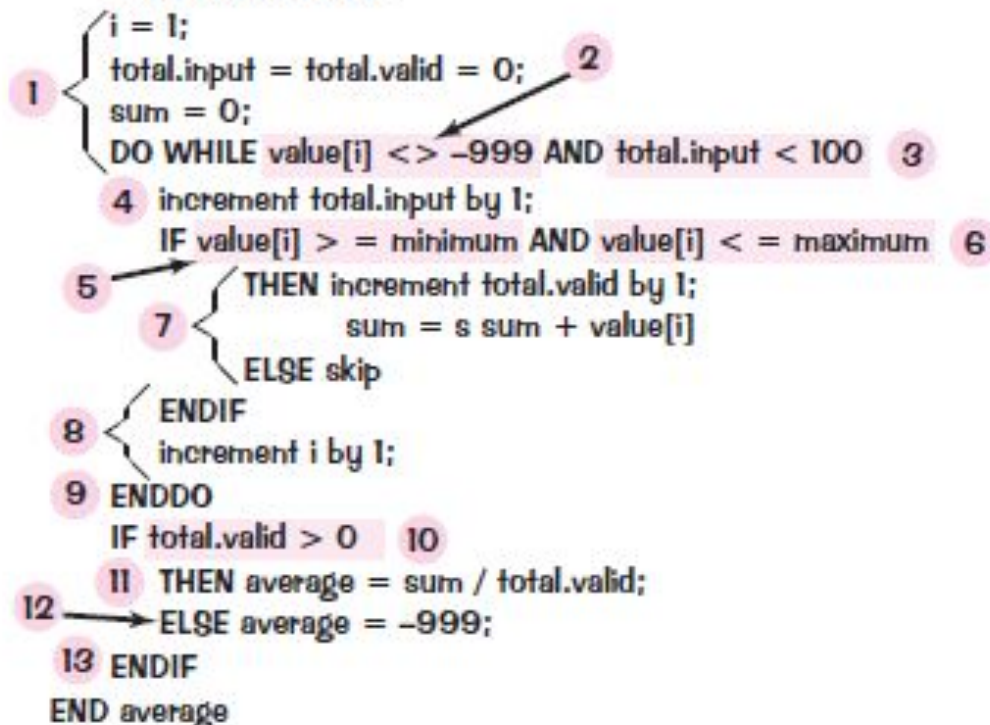 i = 1;
2
total.input = total.valid = 0;
1
sum = 0;
DO WHILE value[i] <> –999 AND total.input < 100 3
4 increment total.input by 1;
IF value[i] > = minimum AND value[i] < = maximum 6
5
THEN increment total.valid by 1;
7
sum = s sum + value[i]
ELSE skip
ENDIF
8
increment i by 1;
9 ENDDO
IF total.valid > 0 10
11 THEN average = sum / total.valid;
12 ELSE average = –999;
13 ENDIF
END average